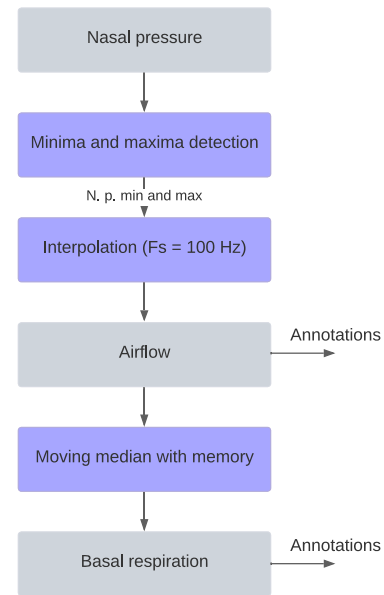 Nasal pressure
Minima and maxima detection
N. p. min and max
Interpolation (Fs = 100 Hz)
Annotations
Airflow
Moving median with memory
Annotations
Basal respiration